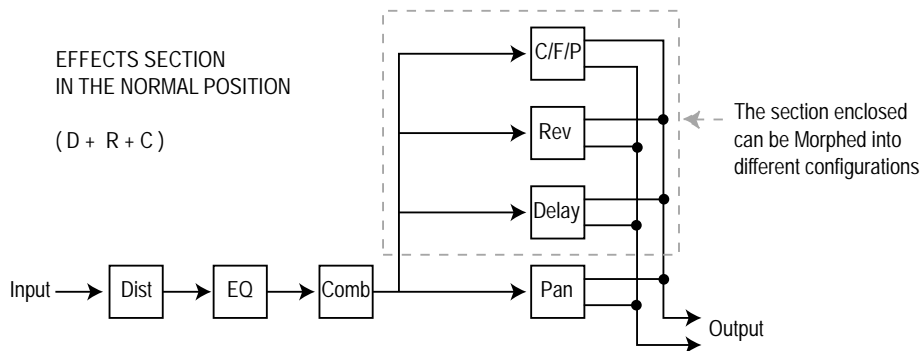 EFFECTS SECTION
IN THE NORMAL POSITION
( D + R + C )
C/F/P
Rev
Delay
The section enclosed
can be Morphed into
different configurations
Input
Dist
EQ
Comb
Pan
Output